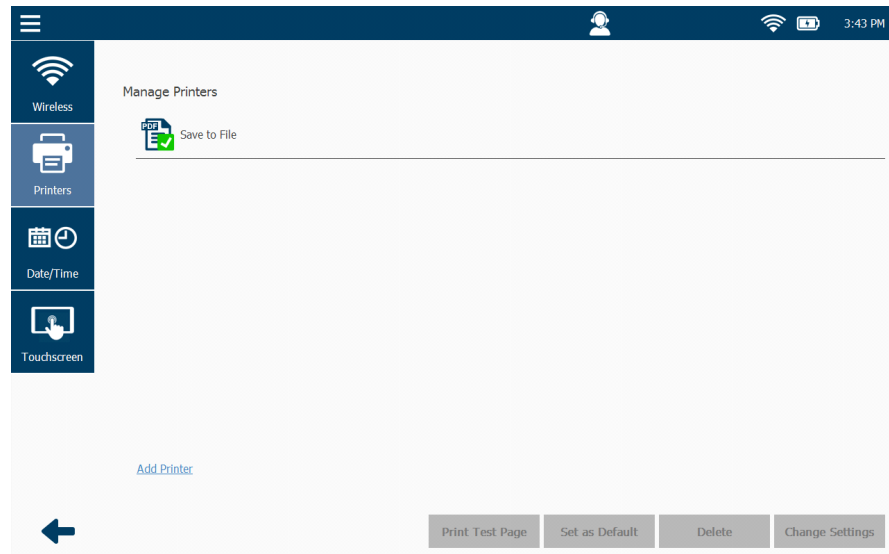 3:43 PM
Wireless
Manage Printers
PDF
Save to File
Printers
Date/Time
Touchscreen
Add Printer
Print Test Page
Set as Default
Delete
Change Settings